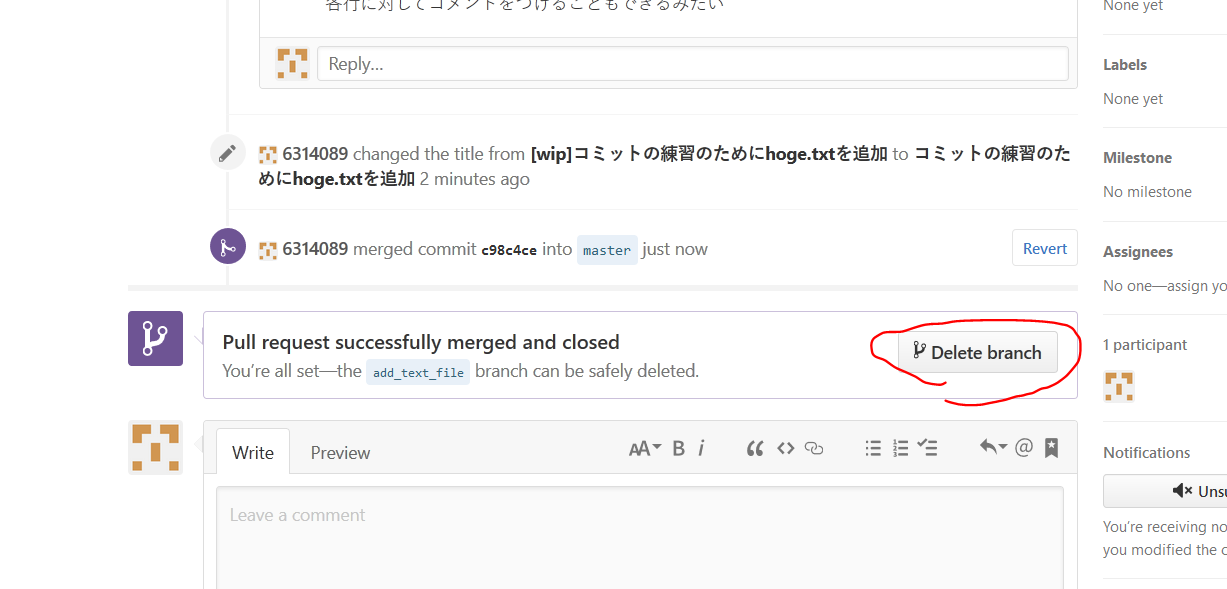 各行に対してコメントをつけることもできるみたい
Reply...
6314089 changed the title from [wip]コミットの練習のためにhoge.txtを追加 to コミットの練習のた
めにhoge.txtを追加 2 minutes ago
6314089 merged commit c98c4ce into master just now
Revert
Pull request successfully merged and closed
You’re all set—the add_text_file branch can be safely deleted.
Delete branch
Write
Preview
AA B i “ <> @
Leave a comment
None yet
Labels
None yet
Milestone
No milestone
Assignees
No one—assign yo
1 participant
Notifications
Unsu
You’re receiving no
you modified the c